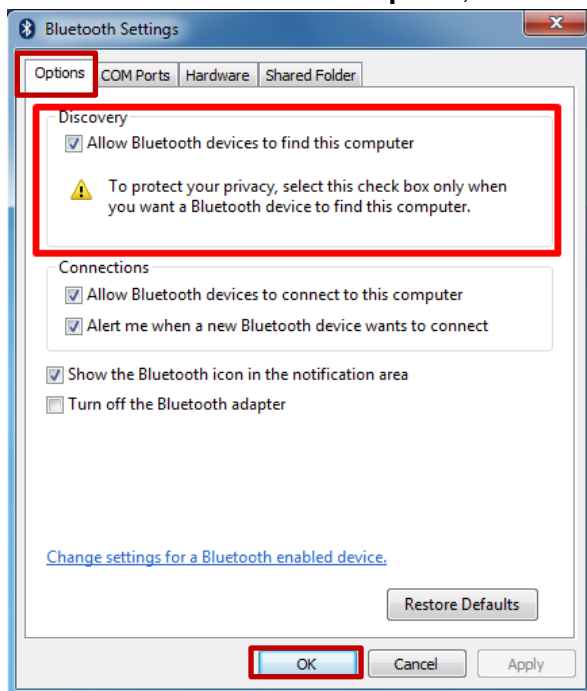 Bluetooth Settings
Options COM Ports Hardware Shared Folder
Discovery
Allow Bluetooth devices to find this computer
To protect your privacy, select this check box only when
you want a Bluetooth device to find this computer.
Connections
Allow Bluetooth devices to connect to this computer
Alert me when a new Bluetooth device wants to connect
Show the Bluetooth icon in the notification area
Turn off the Bluetooth adapter
Change settings for a Bluetooth enabled device.
Restore Defaults
OK Cancel Apply